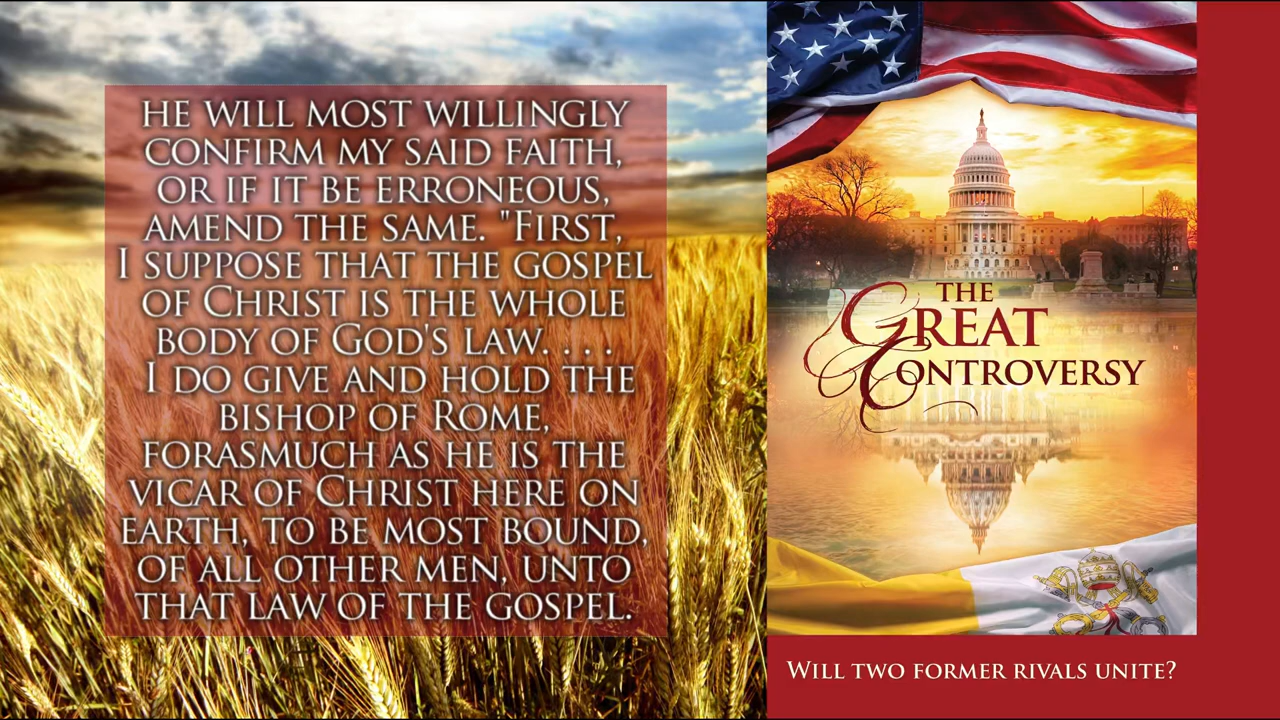 HE WILL MOST WILLINGLY
CONFIRM MY SAID FAITH,
OR IF IT BE ERRONEOUS,
AMEND THE SAME. "FIRST,
I SUPPOSE THAT THE GOSPEL
OF CHRIST IS THE WHOLE
BODY OF GOD'S LAW. . . .
I DO GIVE AND HOLD THE
BISHOP OF ROME,
FORASMUCH AS HE IS THE
VICAR OF CHRIST HERE ON
EARTH, TO BE MOST BOUND,
OF ALL OTHER MEN, UNTO
THAT LAW OF THE GOSPEL.
THE
GREAT
CONTROVERSY
WILL TWO FORMER RIVALS UNITE?